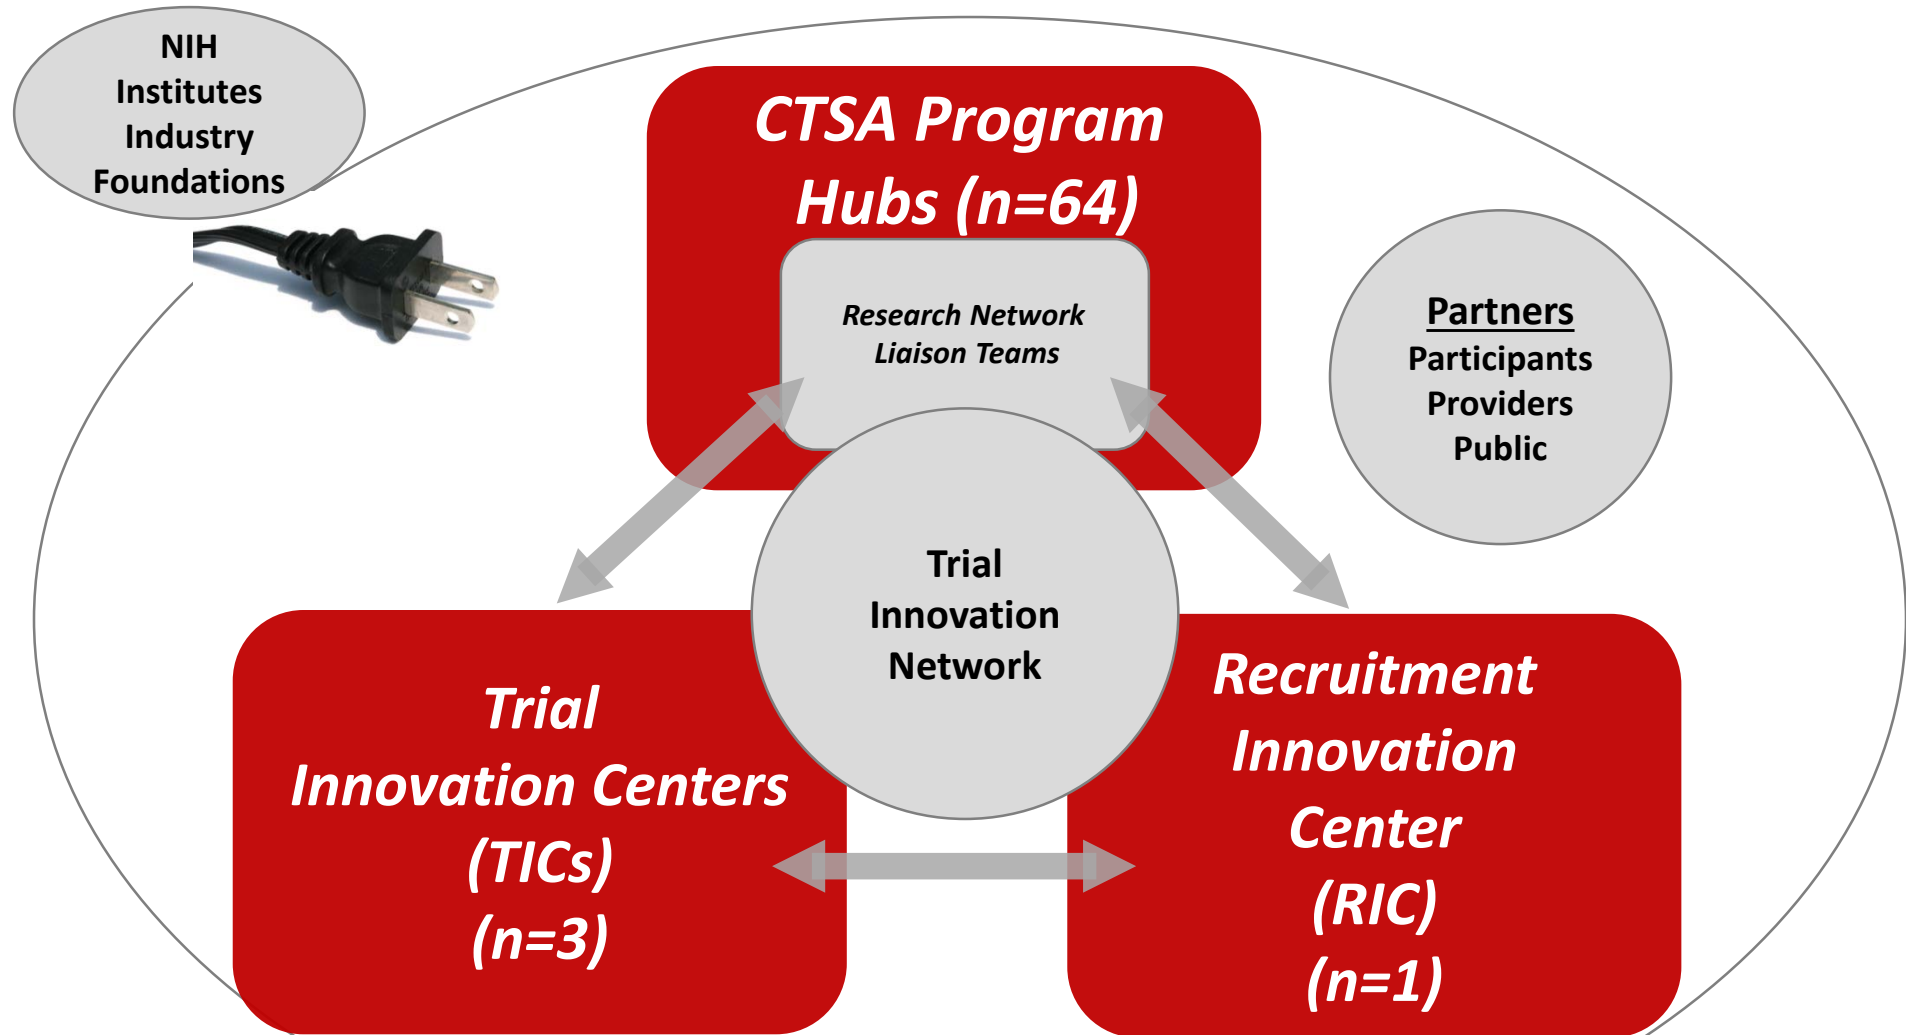 NIH
Institutes
Industry
Foundations
CTSA Program
Hubs (n=64)
Research Network
Liaison Teams
Partners
Participants
Providers
Public
Trial
Innovation
Network
Trial
Innovation Centers
(TICs)
(n=3)
Recruitment
Innovation
Center
(RIC)
(n=1)